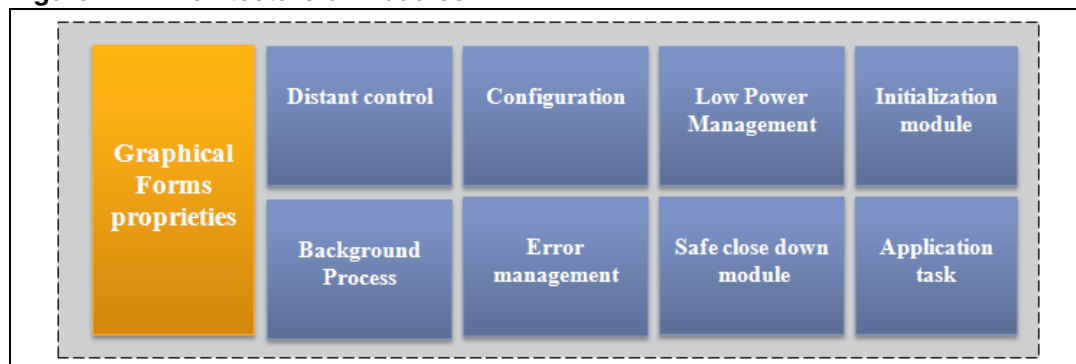 Graphical
Forms
proprieties
Distant control
Configuration
Low Power
Management
Initialization
module
Background
Process
Error
management
Safe close down
module
Application
task